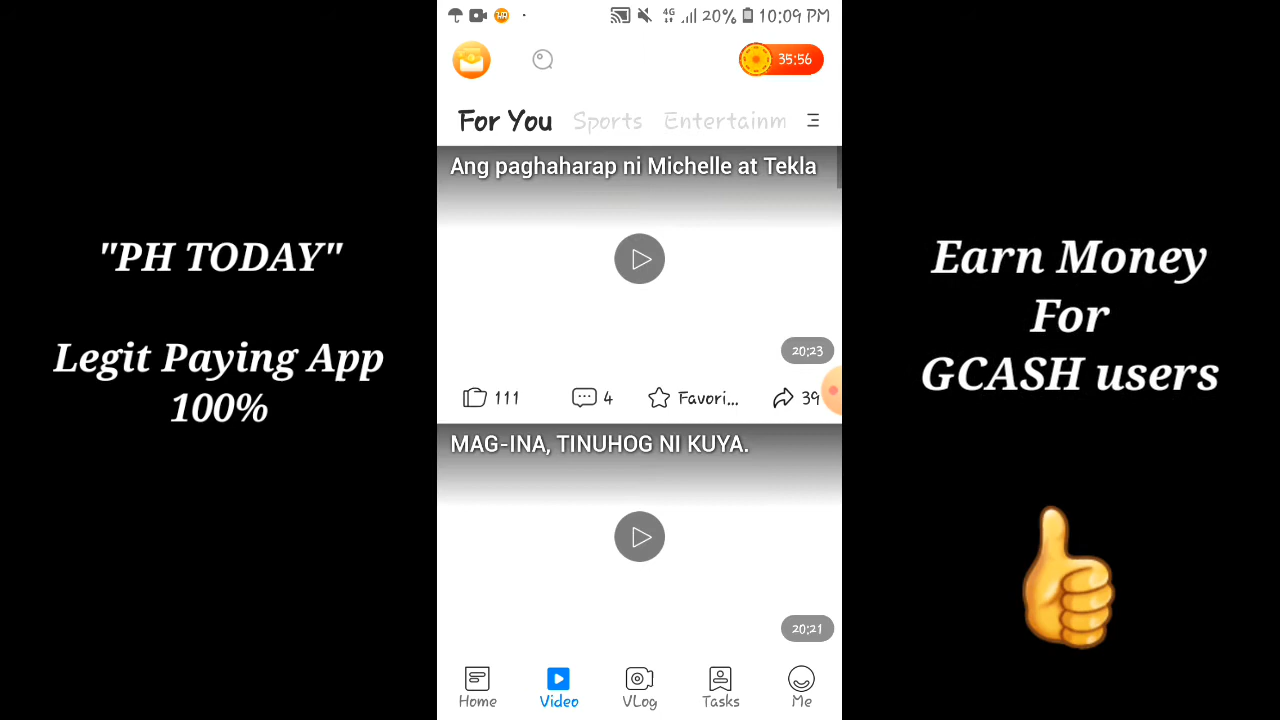 "PH TODAY"
Legit Paying App
100%
4G 20% 10:09 PM
35:56
For You Sports Entertainm
Ang paghaharap ni Michelle at Tekla
20:23
111 4 Favori... 39
MAG-INA, TINUHOG NI KUYA.
20:21
Home Video VLog Tasks Me
Earn Money
For
GCASH users